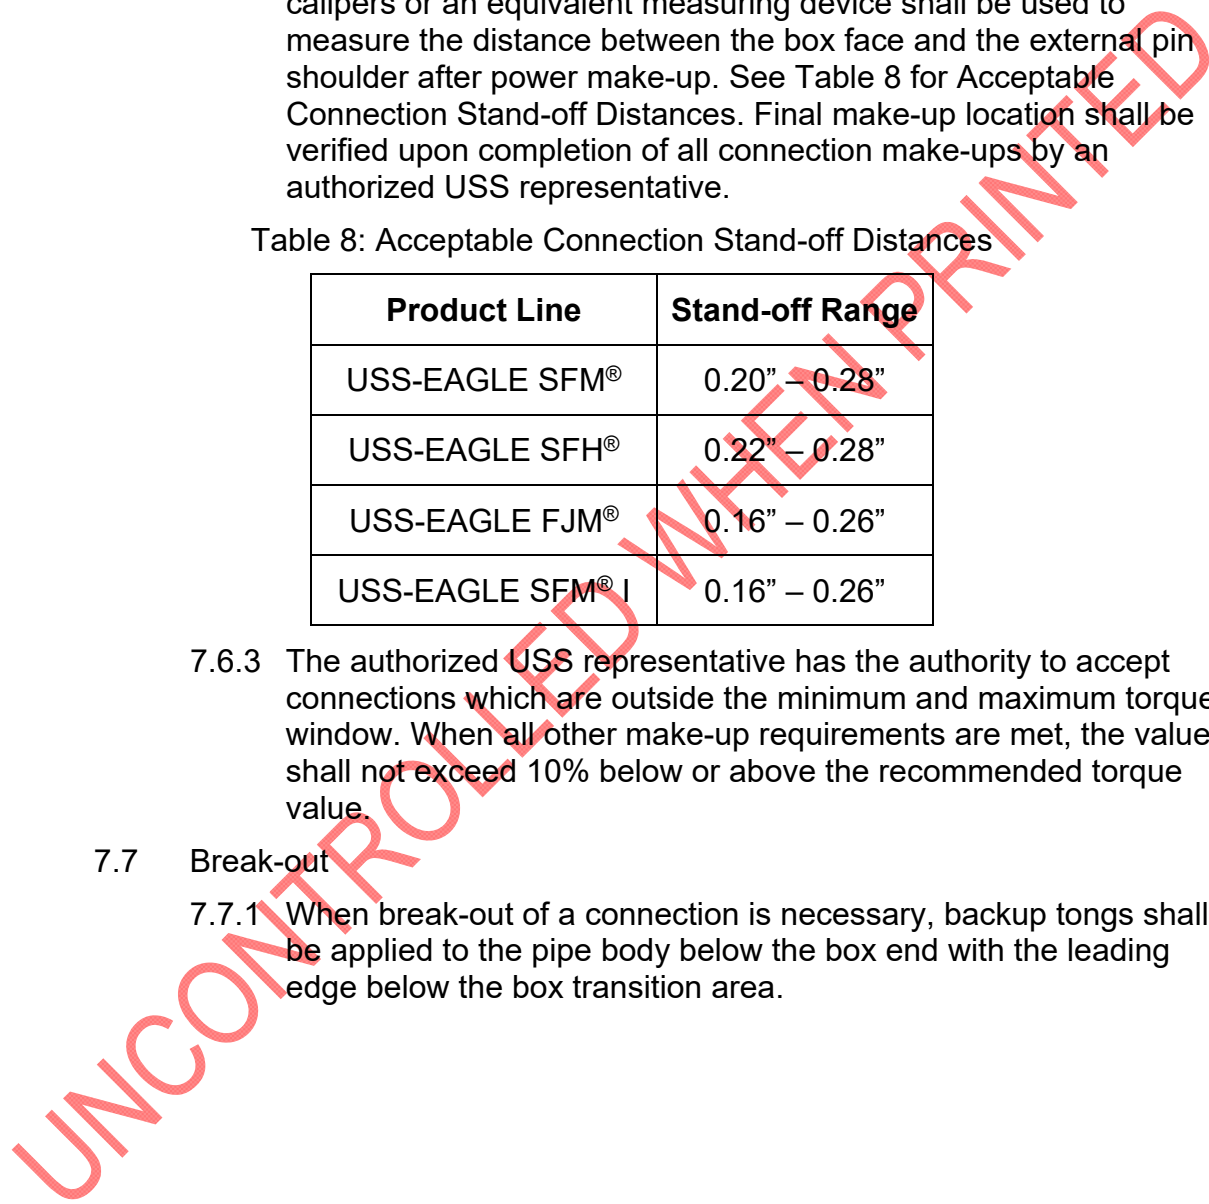 calipers or an equivalent measuring device shall be used to
measure the distance between the box face and the external pin
shoulder after power make-up. See Table 8 for Acceptable
Connection Stand-off Distances. Final make-up location shall be
verified upon completion of all connection make-ups by an
authorized USS representative.
Table 8: Acceptable Connection Stand-off Distances
Product Line Stand-off Range
USS-EAGLE SFM® 0.20” – 0.28”
USS-EAGLE SFH® 0.22” – 0.28”
USS-EAGLE FJM® 0.16” – 0.26”
USS-EAGLE SFM® I 0.16” – 0.26”
7.6.3 The authorized USS representative has the authority to accept
connections which are outside the minimum and maximum torque
window. When all other make-up requirements are met, the value
shall not exceed 10% below or above the recommended torque
value.
7.7 Break-out
7.7.1 When break-out of a connection is necessary, backup tongs shall
be applied to the pipe body below the box end with the leading
edge below the box transition area.
UNCONTROLLED WHEN PRINTED